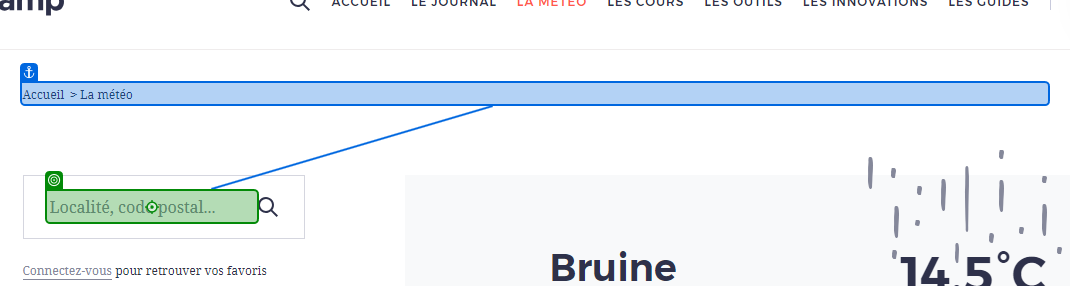 amp ACCUEIL LE JOURNAL LA MÉTÉO LES COURS LES OUTILS LES INNOVATIONS LES GUIDES
Accueil > La météo
Localité, code postal...
Connectez-vous pour retrouver vos favoris
Bruine
14.5°C